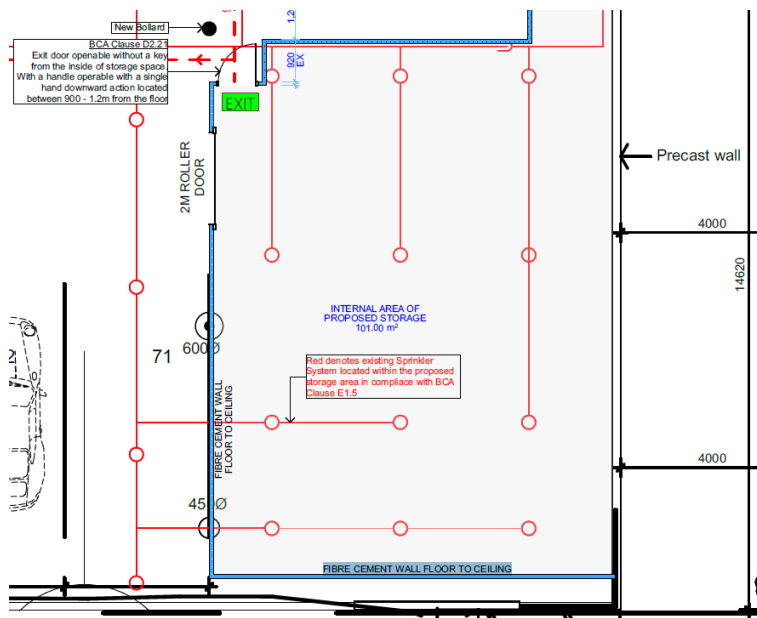 New Bollard
BCA Clause D2.21
Exit door openable without a key
from the inside of storage space.
With a handle operable with a single
hand downward action located
between 900 - 1.2m from the floor
1.2
920
EX
EXIT
2M ROLLER
DOOR
Precast wall
4000
14620
INTERNAL AREA OF
PROPOSED STORAGE
101.00 m²
71
600Ø
Red denotes existing Sprinkler
System located within the proposed
storage area in compliace with BCA
Clause E1.5
FIBRE CEMENT WALL
FLOOR TO CEILING
4000
450Ø
FIBRE CEMENT WALL FLOOR TO CEILING